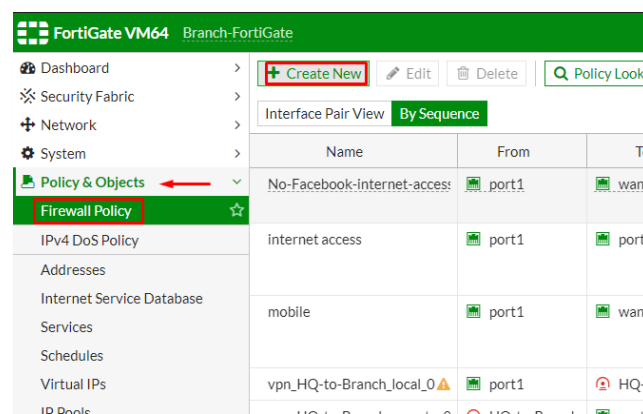 FortiGate VM64 Branch-FortiGate
Dashboard
Security Fabric
Network
System
Policy & Objects
Firewall Policy
IPv4 DoS Policy
Addresses
Internet Service Database
Services
Schedules
Virtual IPs
IP Pools
+ Create New Edit Delete Policy Look
Interface Pair View By Sequence
Name From T
No-Facebook-internet-access port1 wan
internet access port1 port
mobile port1 wan
vpn_HQ-to-Branch_local_0 port1 HQ-